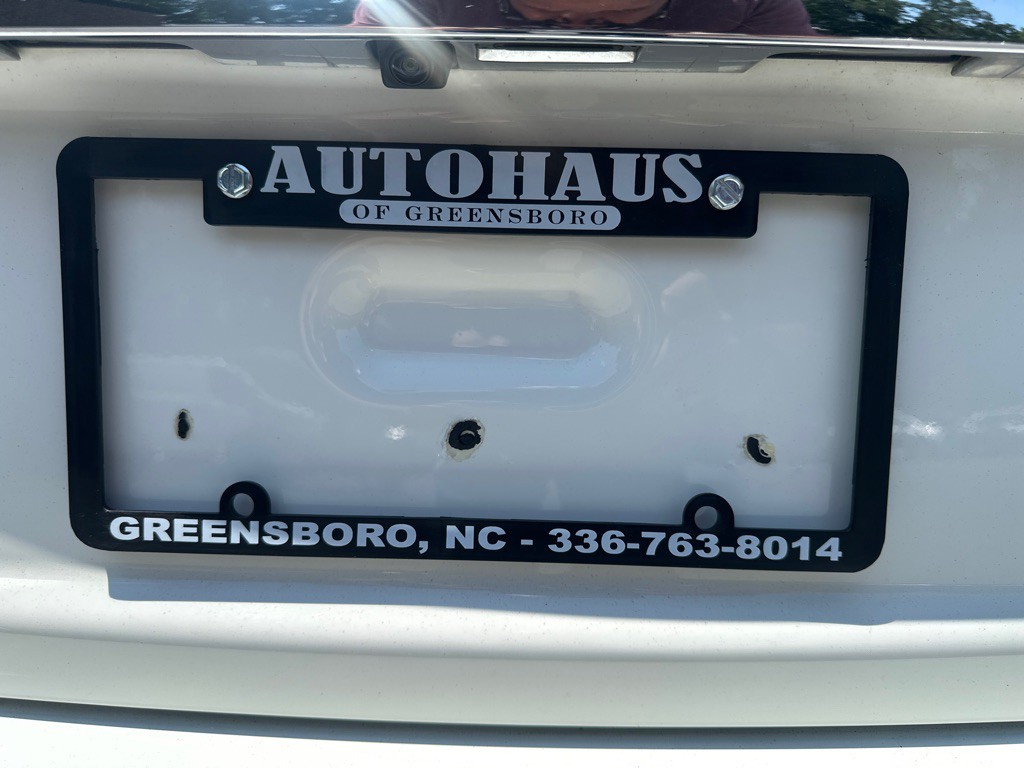 AUTOHAUS
OF GREENSBORO
GREENSBORO, NC - 336-763-8014